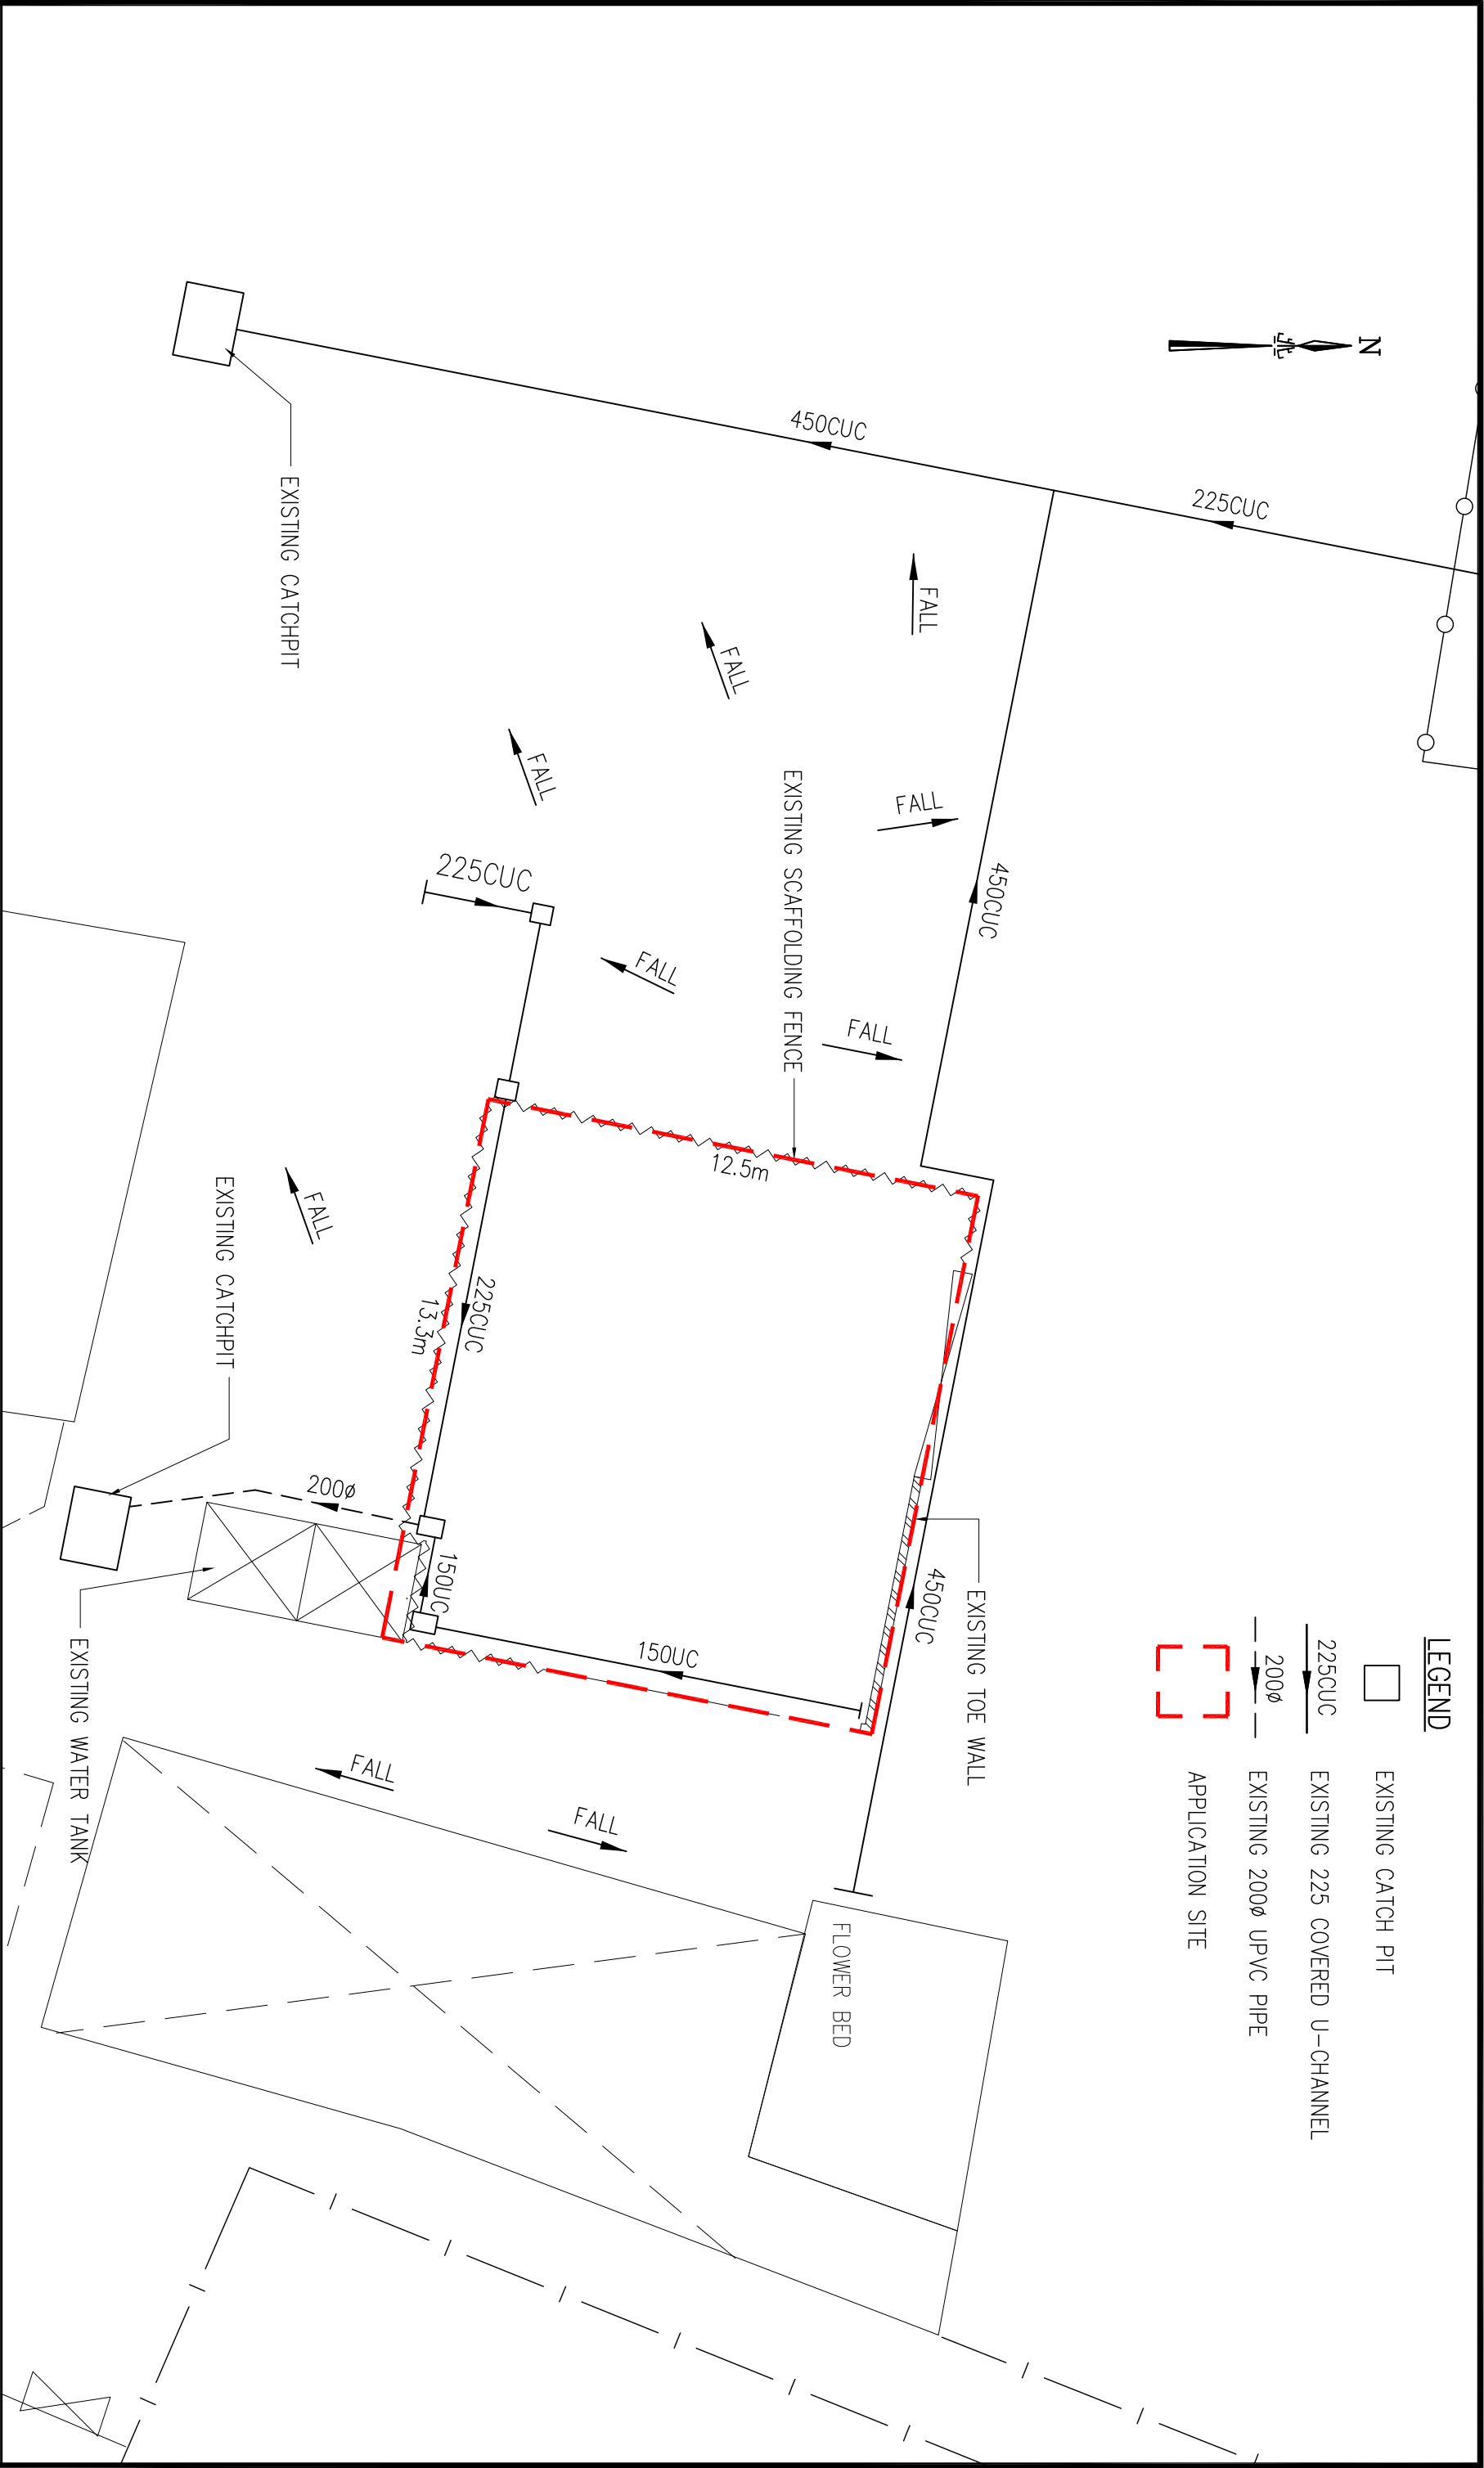 N
LEGEND
EXISTING CATCH PIT
225CUC
EXISTING 225 COVERED U-CHANNEL
200ø
EXISTING 200ø UPVC PIPE
APPLICATION SITE
225CUC
450CUC
EXISTING CATCHPIT
FALL
FALL
FALL
FALL
450CUC
EXISTING SCAFFOLDING FENCE
225CUC
FALL
FALL
12.5m
FALL
EXISTING CATCHPIT
225CUC
13.3m
200ø
150UC
450CUC
EXISTING TOE WALL
150UC
EXISTING WATER TANK
FALL
FALL
FLOWER BED